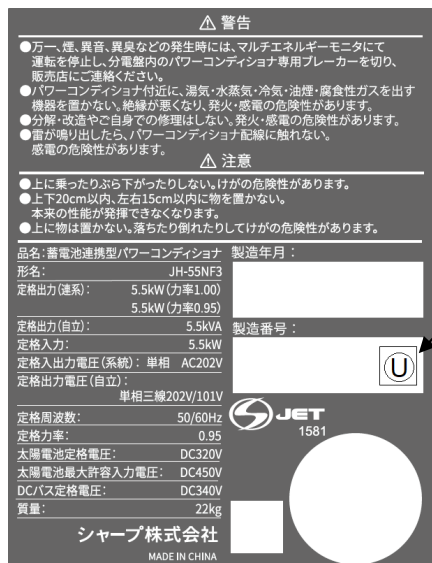 ⚠ 警告
●万一、煙、異音、異臭などの発生時には、マルチエネルギーモニタにて
運転を停止し、分電盤内のパワーコンディショナ専用ブレーカーを切り、
販売店にご連絡ください。
●パワーコンディショナ付近に、湯気・水蒸気・冷気・油煙・腐食性ガスを出す
機器を置かない。絶縁が悪くなり、発火・感電の危険性があります。
●分解・改造やご自身での修理はしない。発火・感電の危険性があります。
●雷が鳴り出したら、パワーコンディショナ配線に触れない。
感電の危険性があります。
⚠ 注意
●上に乗ったりぶら下がったりしない。けがの危険性があります。
●上下20cm以内、左右15cm以内に物を置かない。
本来の性能が発揮できなくなります。
●上に物は置かない。落ちたり倒れたりしてけがの危険性があります。
品名：蓄電池連携型パワーコンディショナ
形名： JH-55NF3
定格出力（連系）： 5.5kW（力率1.00）
5.5kW（力率0.95）
定格出力（自立）： 5.5kVA
定格入力： 5.5kW
定格入出力電圧（系統）： 単相 AC202V
定格出力電圧（自立）：
単相三線202V/101V
定格周波数： 50/60Hz
定格力率： 0.95
太陽電池定格電圧： DC320V
太陽電池最大許容入力電圧： DC450V
DCバス定格電圧： DC340V
質量： 22kg
シャープ株式会社
MADE IN CHINA
製造年月：
製造番号：
U
JET
1581